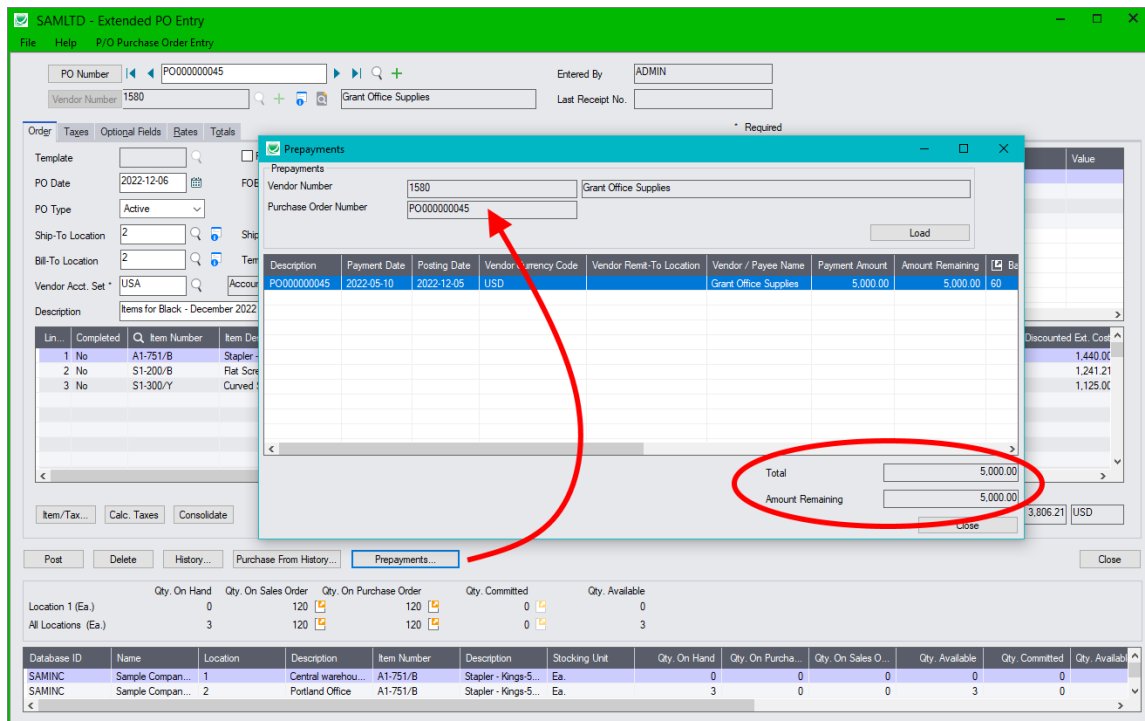 SAMLTD - Extended PO Entry
File Help P/O Purchase Order Entry
PO Number PO000000045 Entered By ADMIN
Vendor Number 1580 Grant Office Supplies Last Receipt No.
Order Taxes Optional Fields Rates Totals * Required
Template
PO Date 2022-12-06 FOB
PO Type Active
Ship-To Location 2 Ship
Bill-To Location 2
Vendor Acct. Set * USA Accou
Description Items for Black - December 2022
Value
Prepayments
Prepayments
Vendor Number 1580 Grant Office Supplies
Purchase Order Number PO000000045
Load
Description Payment Date Posting Date Vendor Currency Code Vendor Remit-To Location Vendor / Payee Name Payment Amount Amount Remaining Ba
PO000000045 2022-05-10 2022-12-05 USD Grant Office Supplies 5,000.00 5,000.00 60
Total 5,000.00
Amount Remaining 5,000.00
Close
Lin... Completed Item Number Item Des Discounted Ext. Cost
1 No A1-751/B Stapler - 1,440.00
2 No S1-200/B Flat Scre 1,241.21
3 No S1-300/Y Curved S 1,125.00
Item/Tax... Calc. Taxes Consolidate 3,806.21 USD
Post Delete History... Purchase From History... Prepayments... Close
Qty. On Hand Qty. On Sales Order Qty. On Purchase Order Qty. Committed Qty. Available
Location 1 (Ea.) 0 120 120 0 0
All Locations (Ea.) 3 120 120 0 3
Database ID Name Location Description Item Number Description Stocking Unit Qty. On Hand Qty. On Purcha... Qty. On Sales O... Qty. Available Qty. Committed Qty. Availabl
SAMINC Sample Compan... 1 Central warehou... A1-751/B Stapler - Kings-5... Ea. 0 0 0 0 0
SAMINC Sample Compan... 2 Portland Office A1-751/B Stapler - Kings-5... Ea. 3 0 0 3 0